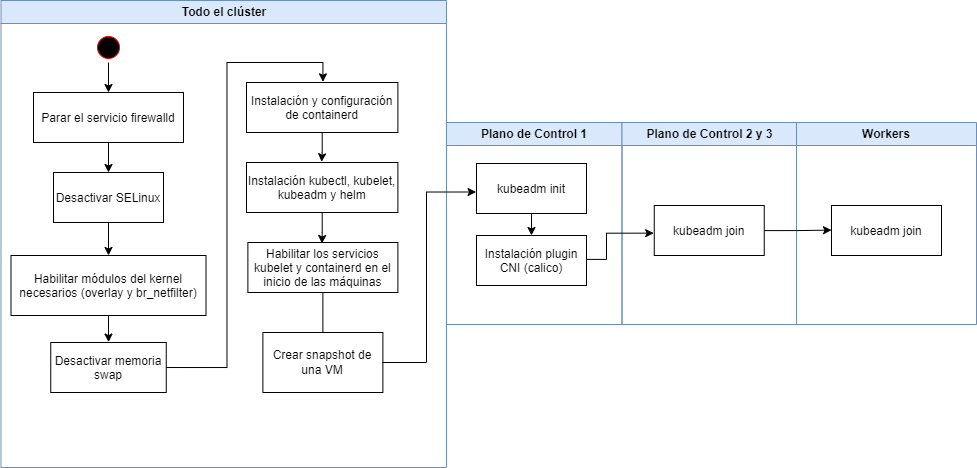 Todo el clúster
Parar el servicio firewalld
Desactivar SELinux
Habilitar módulos del kernel
necesarios (overlay y br_netfilter)
Desactivar memoria
swap
Instalación y configuración
de containerd
Instalación kubectl, kubelet,
kubeadm y helm
Habilitar los servicios
kubelet y containerd en el
inicio de las máquinas
Crear snapshot de
una VM
Plano de Control 1
kubeadm init
Instalación plugin
CNI (calico)
Plano de Control 2 y 3
kubeadm join
Workers
kubeadm join